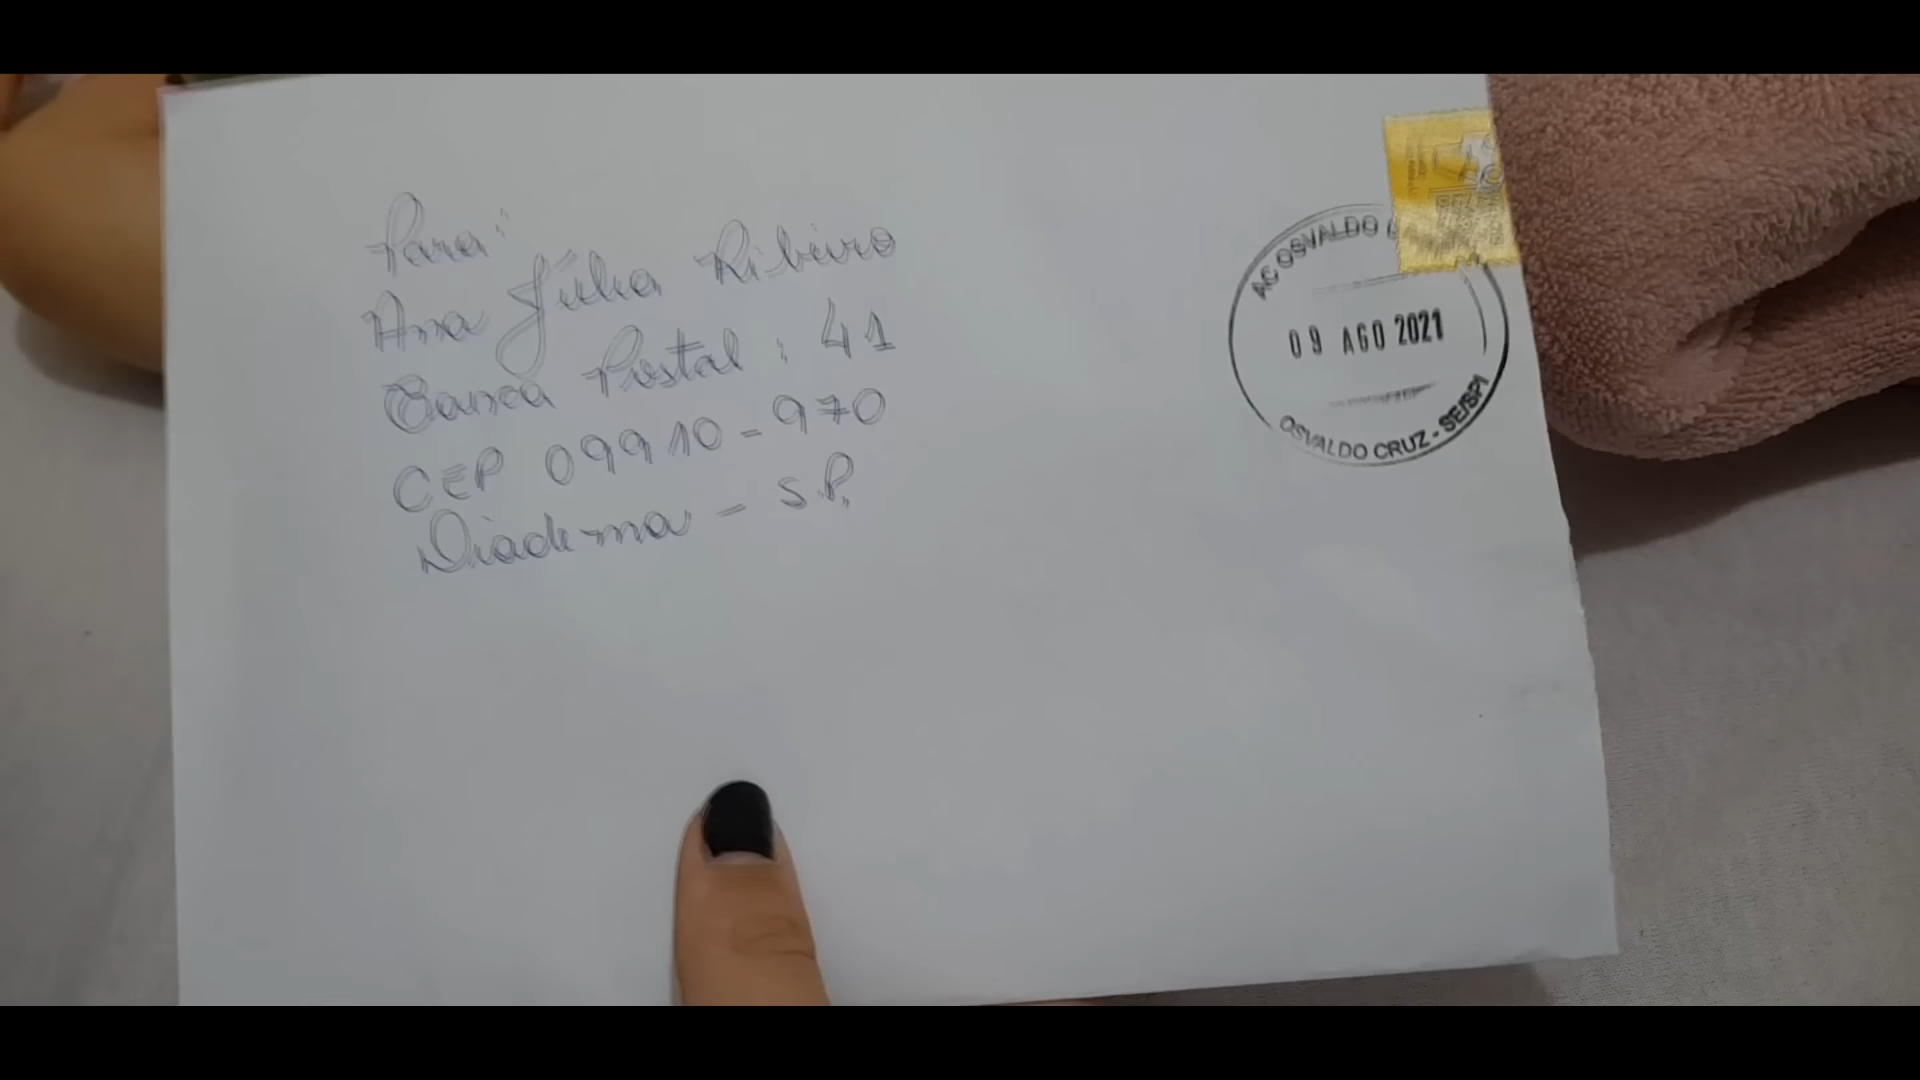 Para:
Ana Júlia Ribeiro
Caixa Postal : 41
CEP 09910-970
Diadema - S.P.
AC OSVALDO
09 AGO 2021
OSVALDO CRUZ - SE/SPI